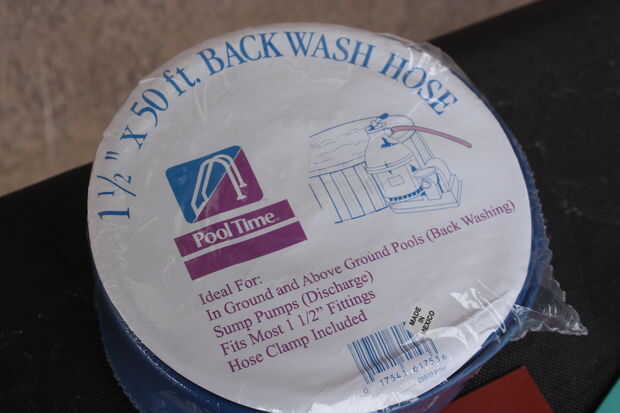 1 ½" x 50 ft. BACK WASH HOSE
Pool Time™
Ideal For:
In Ground and Above Ground Pools (Back Washing)
Sump Pumps (Discharge)
Fits Most 1 1/2" Fittings
Hose Clamp Included
MADE
IN
MEXICO